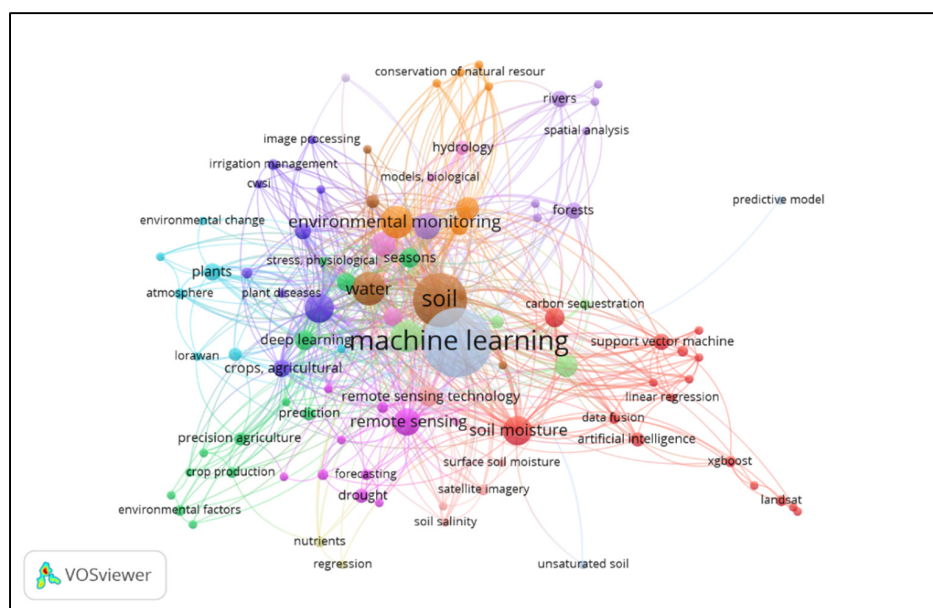 conservation of natural resour
rivers
image processing
spatial analysis
hydrology
irrigation management
models, biological
cwsi
predictive model
forests
environmental change
environmental monitoring
stress, physiological
seasons
plants
water
atmosphere
plant diseases
soil
carbon sequestration
deep learning
machine learning
support vector machine
lorawan
crops, agricultural
remote sensing technology
linear regression
prediction
remote sensing
data fusion
soil moisture
precision agriculture
artificial intelligence
surface soil moisture
xgboost
crop production
forecasting
satellite imagery
drought
landsat
environmental factors
soil salinity
nutrients
regression
unsaturated soil
VOSviewer